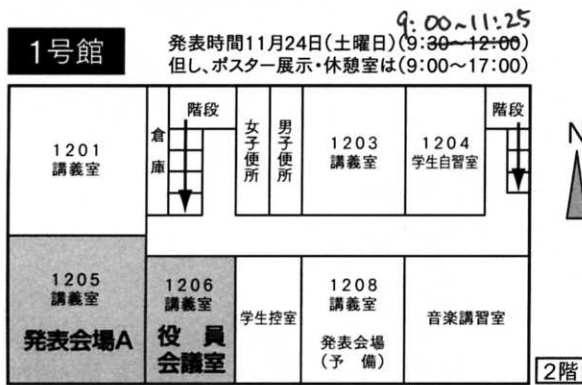 9:00~11:25
1号館
発表時間11月24日(土曜日)(9:30~12:00)
但し、ポスター展示・休憩室は(9:00~17:00)
1201
講義室
倉庫
階段
女子便所
男子便所
1203
講義室
1204
学生自習室
階段
N
1205
講義室
発表会場A
1206
講義室
役員
会議室
学生控室
1208
講義室
発表会場
(予備)
音楽講習室
2階